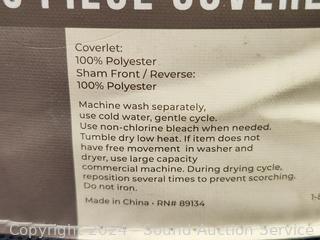 PIECE COVERL
Coverlet:
100% Polyester
Sham Front / Reverse:
100% Polyester
Machine wash separately,
use cold water, gentle cycle.
Use non-chlorine bleach when needed.
Tumble dry low heat. If item does not
have free movement in washer and
dryer, use large capacity
commercial machine. During drying cycle,
reposition several times to prevent scorching.
Do not iron.
Made in China • RN# 89134
Copyright © 2024 - Sound Auction Service